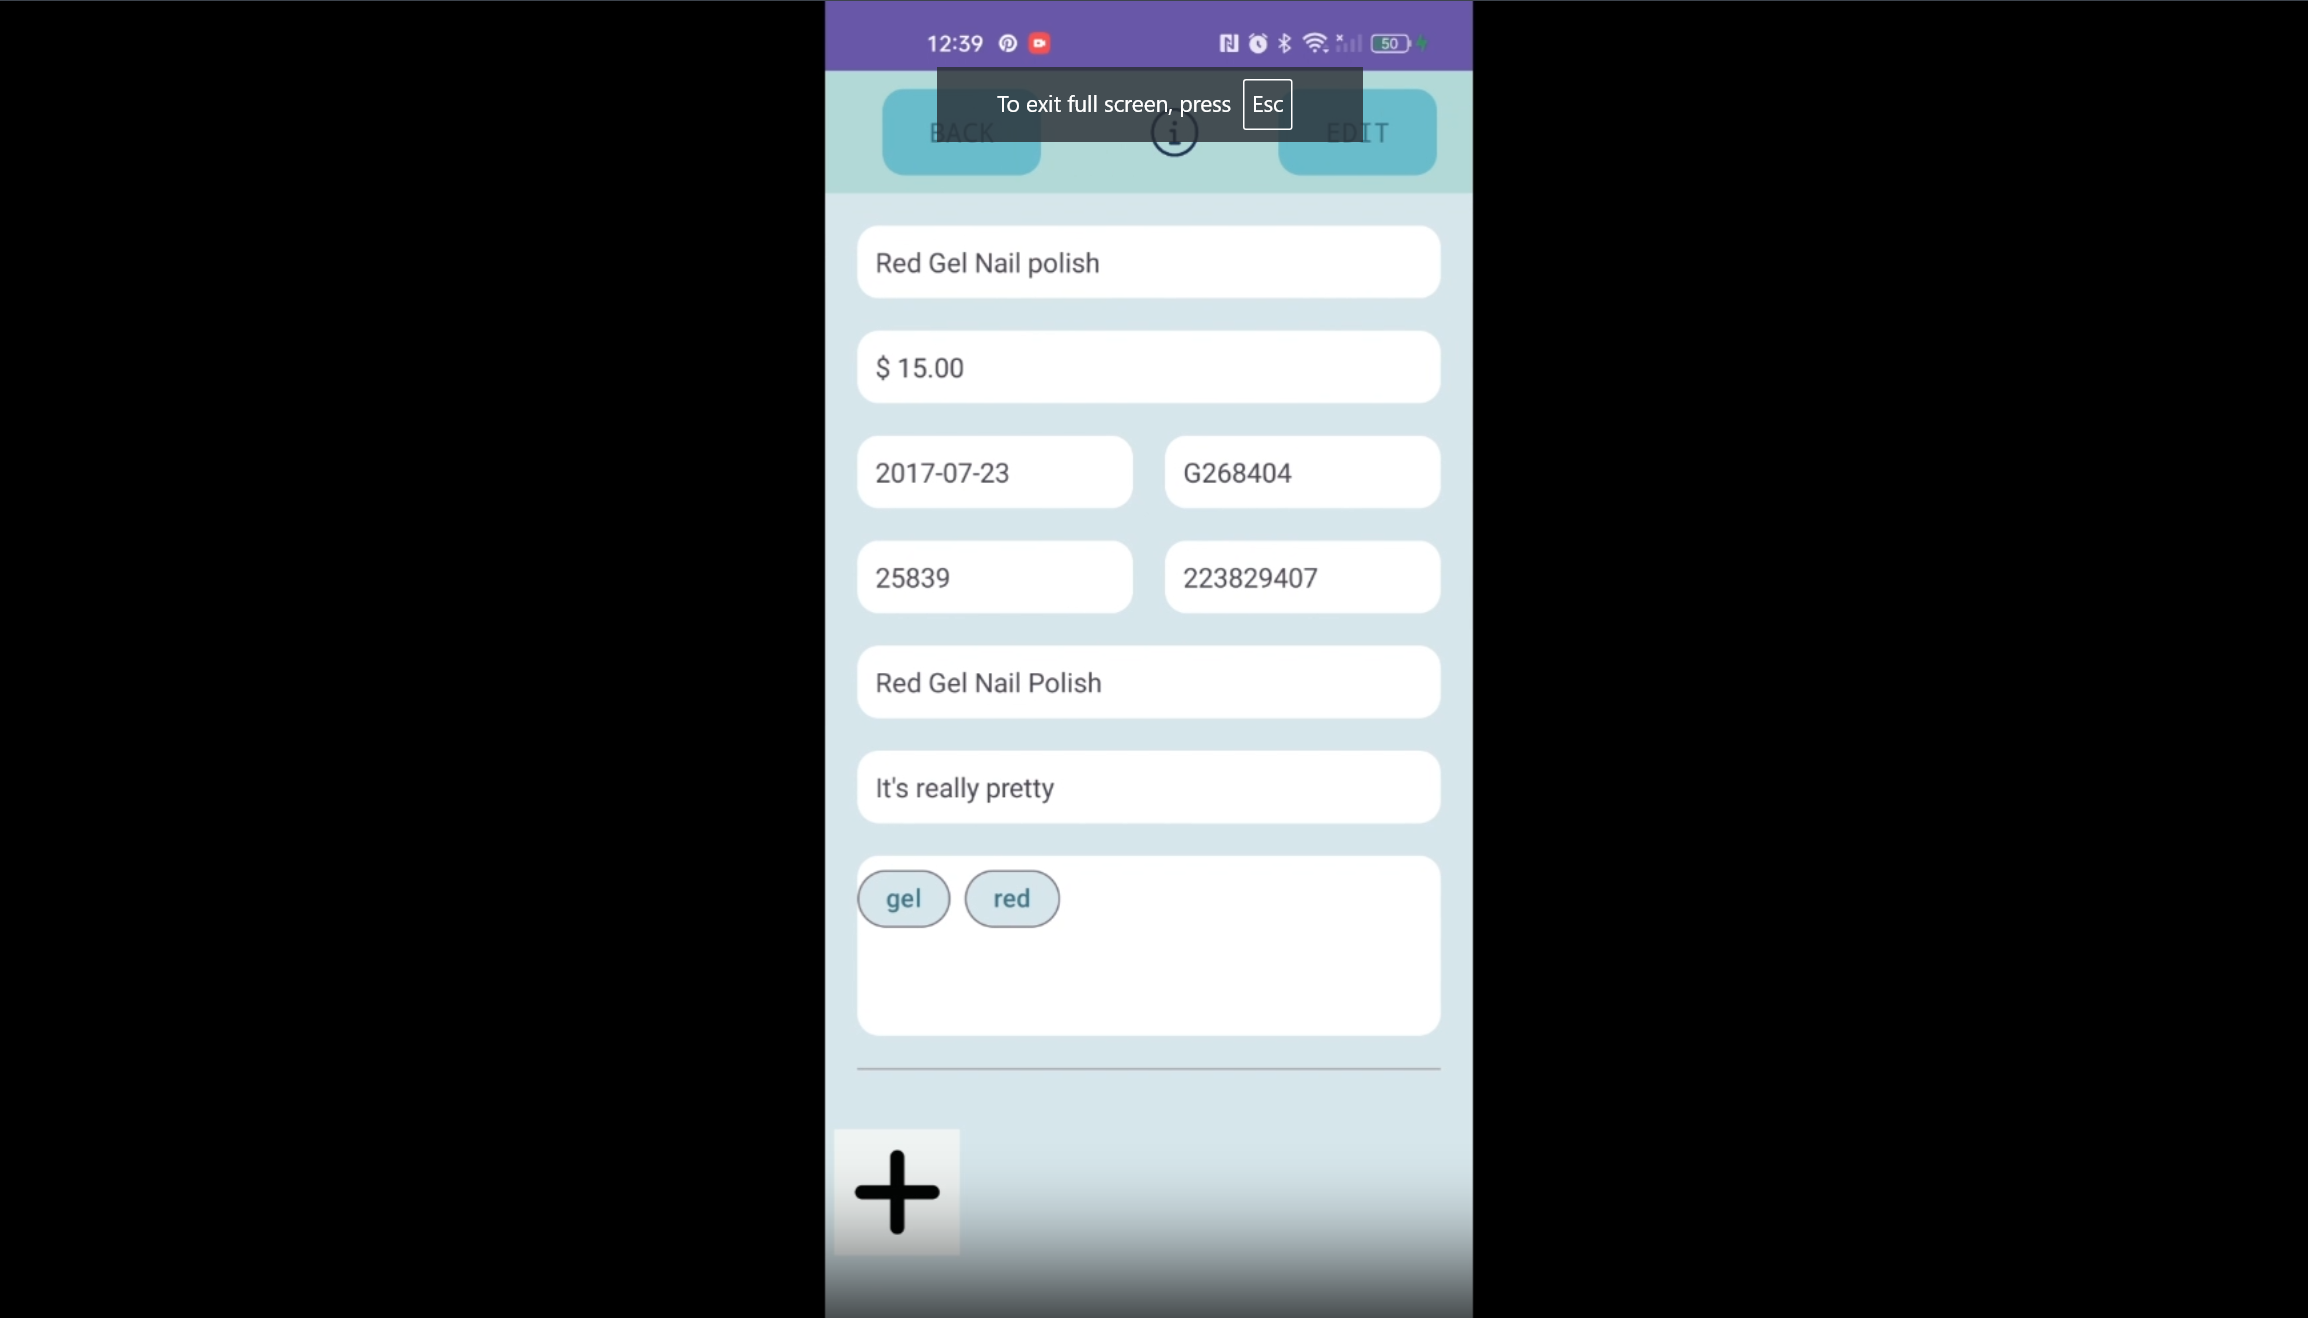 12:39 50
To exit full screen, press Esc
BACK i EDIT
Red Gel Nail polish
$ 15.00
2017-07-23 G268404
25839 223829407
Red Gel Nail Polish
It's really pretty
gel red